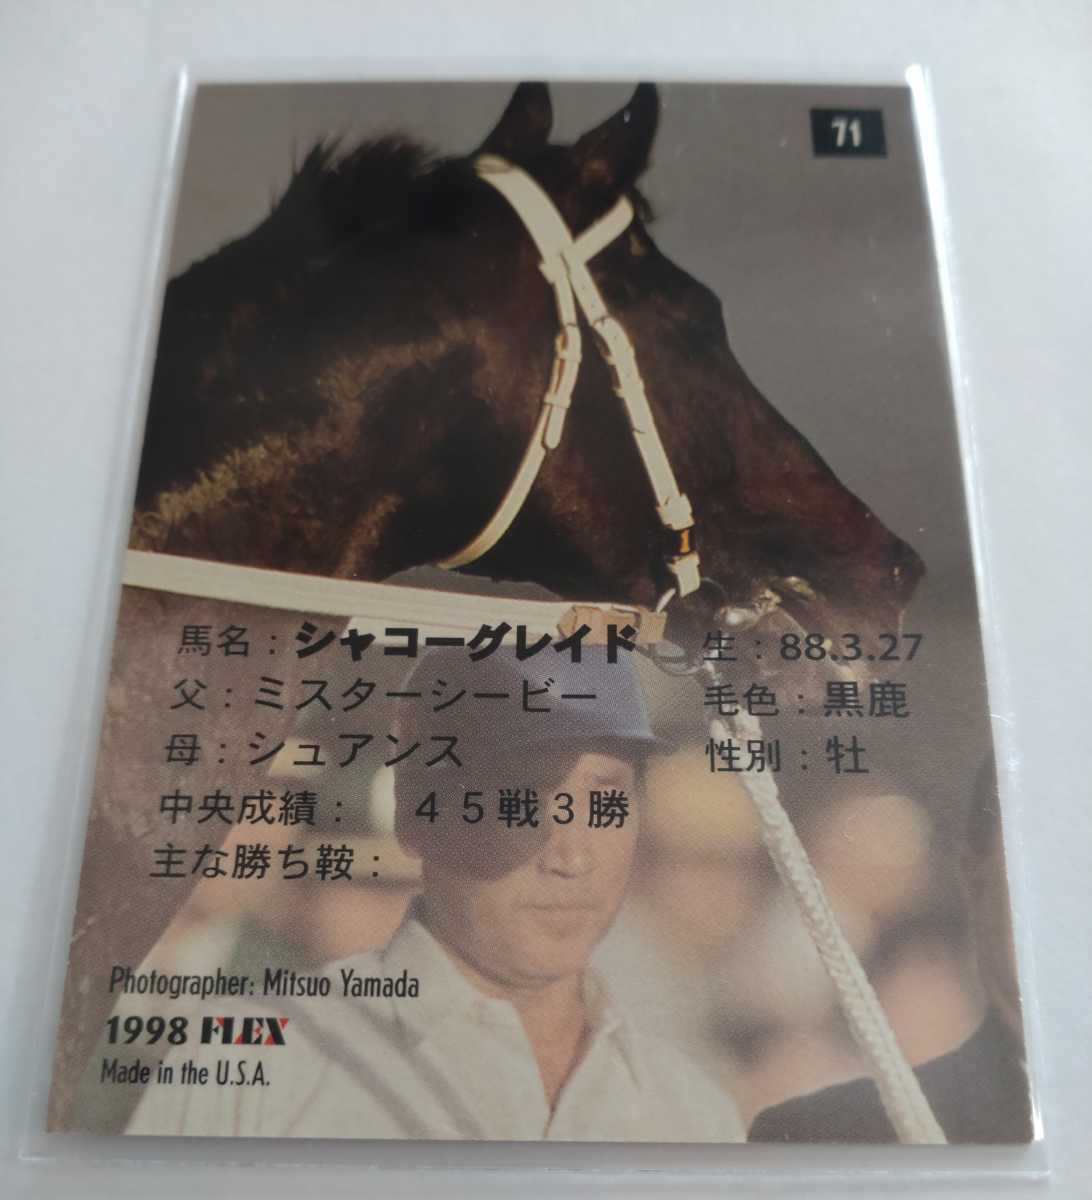 71
1
馬名：シャコーグレイド 生：88.3.27
父：ミスターシービー 毛色：黒鹿
母：シュアンス 性別：牡
中央成績： ４５戦３勝
主な勝ち鞍：
Photographer: Mitsuo Yamada
1998 FLEX
Made in the U.S.A.